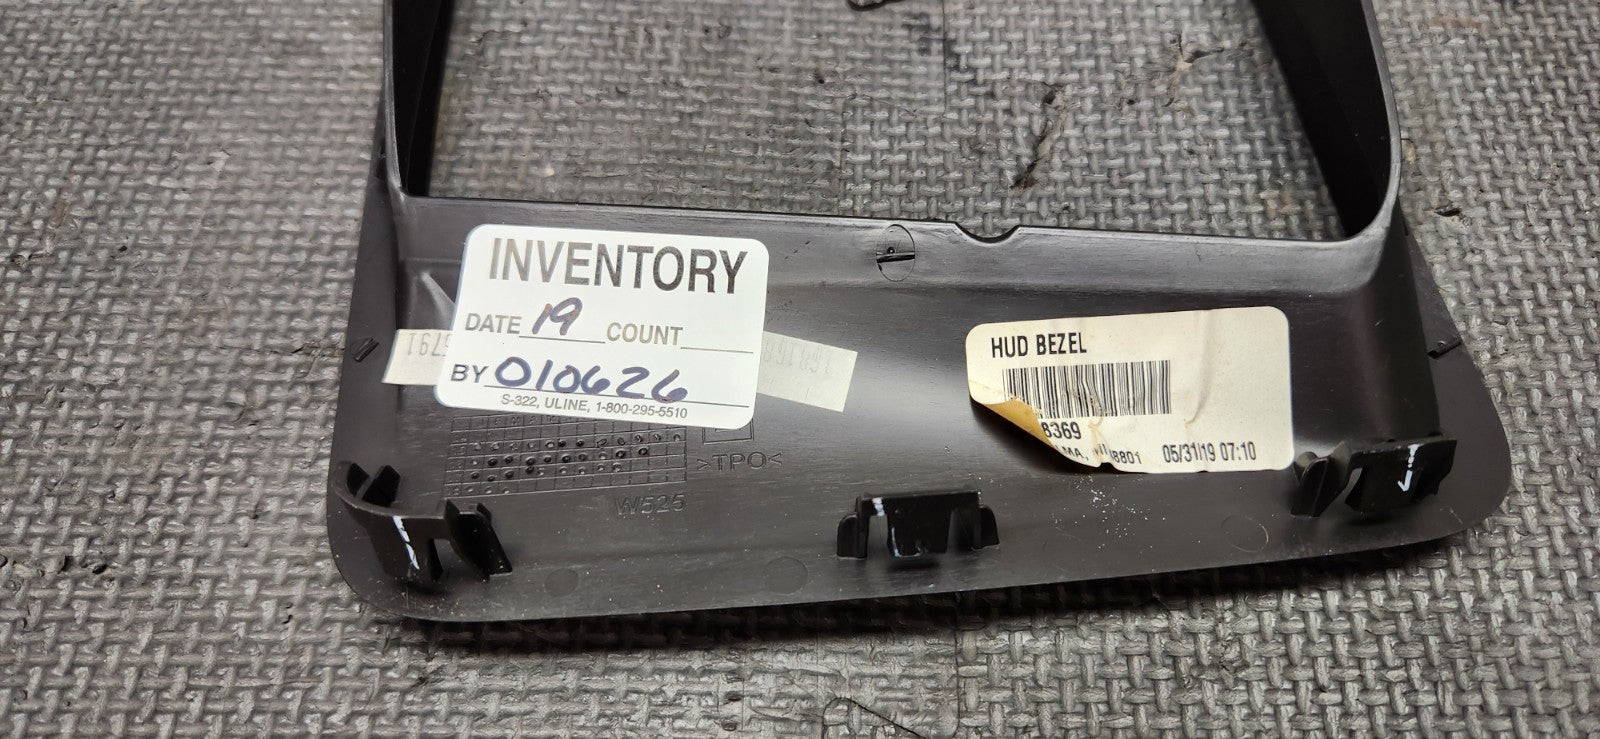 INVENTORY
DATE 19 COUNT
BY 010626
S-322, ULINE, 1-800-295-5510
HUD BEZEL
8369
05/31/19 07:10
>TPO<
W525